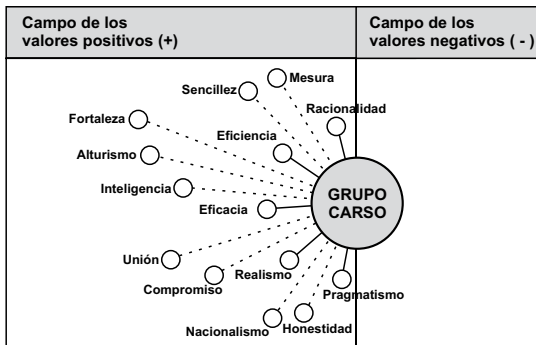 Campo de los
valores positivos (+)
Campo de los
valores negativos ( - )
Mesura
Sencillez
Racionalidad
Fortaleza
Eficiencia
Alturismo
Inteligencia
GRUPO
CARSO
Eficacia
Unión
Realismo
Compromiso
Pragmatismo
Nacionalismo
Honestidad